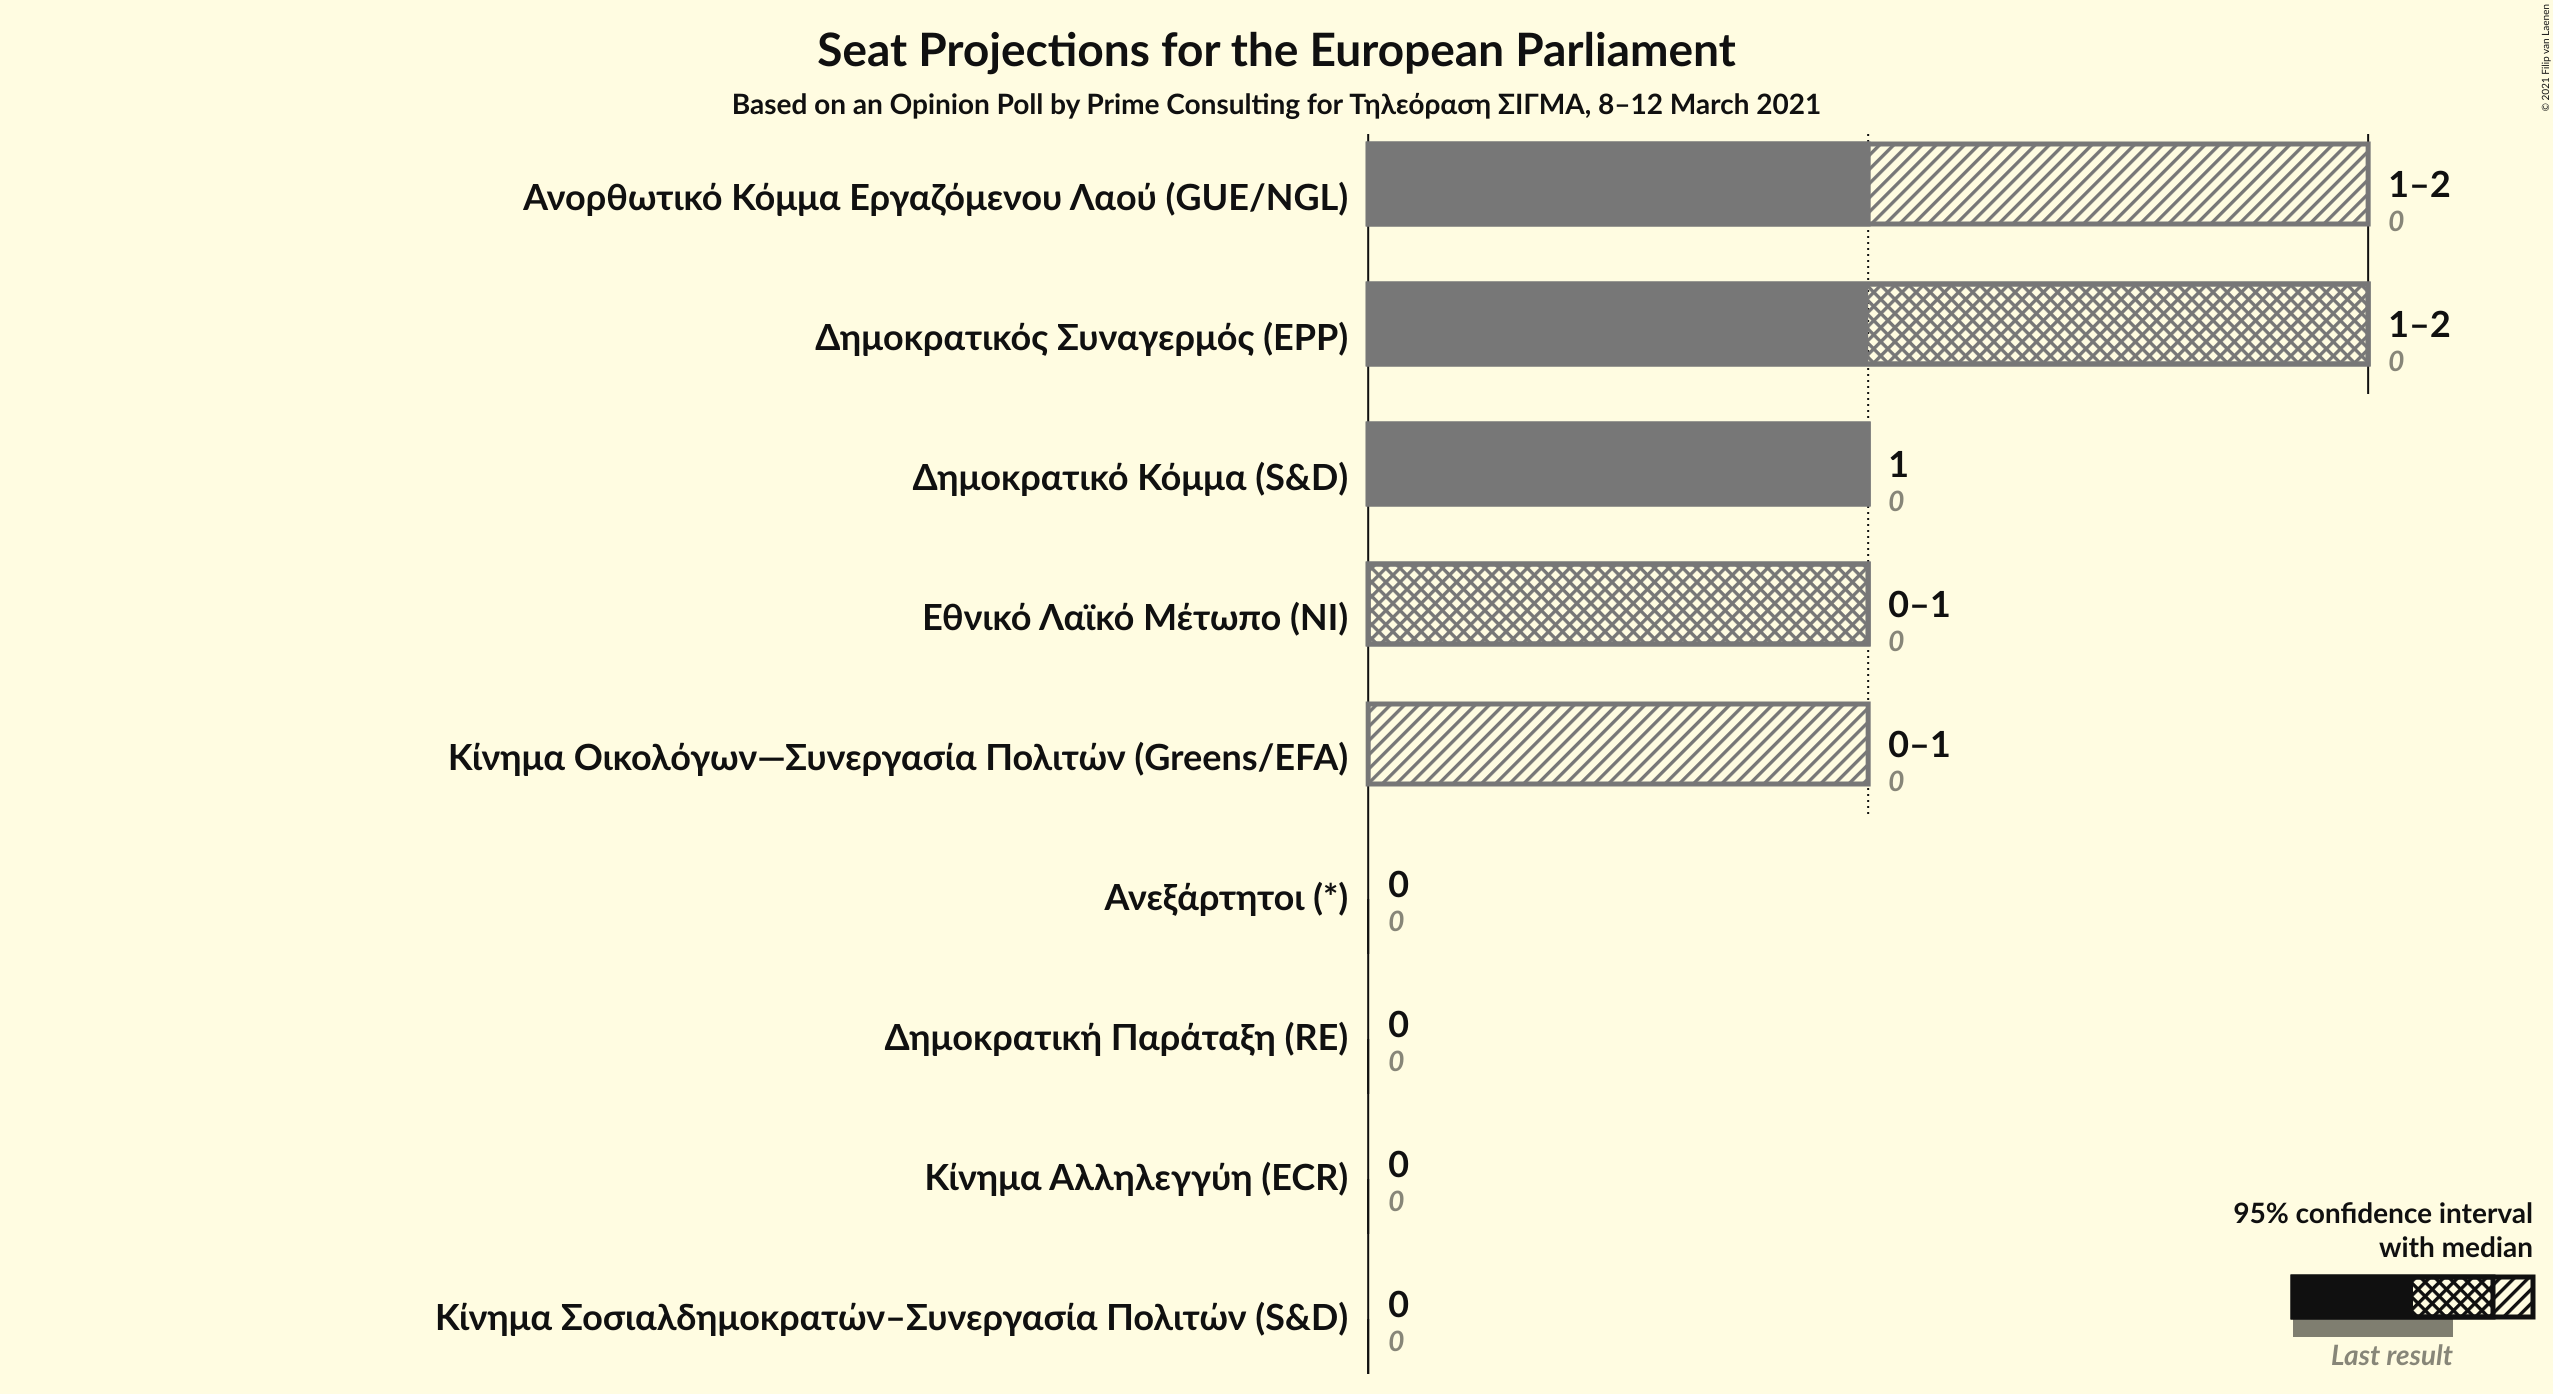 Seat Projections for the European Parliament
Based on an Opinion Poll by Prime Consulting for Τηλεόραση ΣΙΓΜΑ, 8–12 March 2021
© 2021 Filip van Laenen
Ανορθωτικό Κόμμα Εργαζόμενου Λαού (GUE/NGL)
1–2
0
Δημοκρατικός Συναγερμός (EPP)
1–2
0
Δημοκρατικό Κόμμα (S&D)
1
0
Εθνικό Λαϊκό Μέτωπο (NI)
0–1
0
Κίνημα Οικολόγων—Συνεργασία Πολιτών (Greens/EFA)
0–1
0
Ανεξάρτητοι (*)
0
0
Δημοκρατική Παράταξη (RE)
0
0
Κίνημα Αλληλεγγύη (ECR)
0
0
Κίνημα Σοσιαλδημοκρατών–Συνεργασία Πολιτών (S&D)
0
0
95% confidence interval
with median
Last result